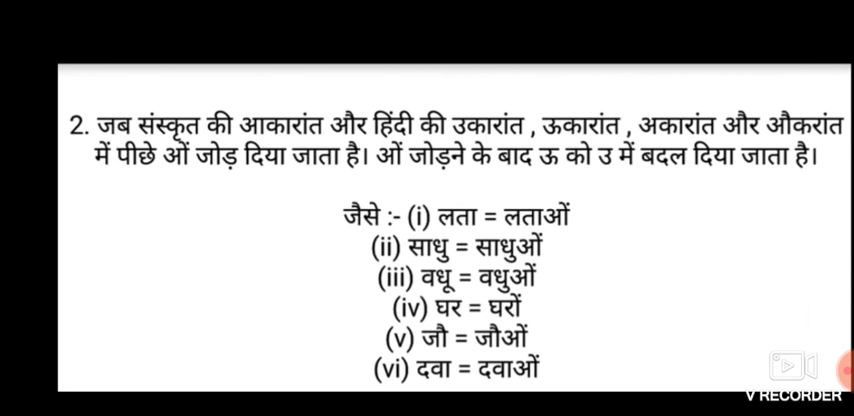 2. जब संस्कृत की आकारांत और हिंदी की उकारांत , ऊकारांत , अकारांत और औकरांत
में पीछे ओं जोड़ दिया जाता है। ओं जोड़ने के बाद ऊ को उ में बदल दिया जाता है।
जैसे :- (i) लता = लताओं
(ii) साधु = साधुओं
(iii) वधू = वधुओं
(iv) घर = घरों
(v) जौ = जौओं
(vi) दवा = दवाओं
V RECORDER